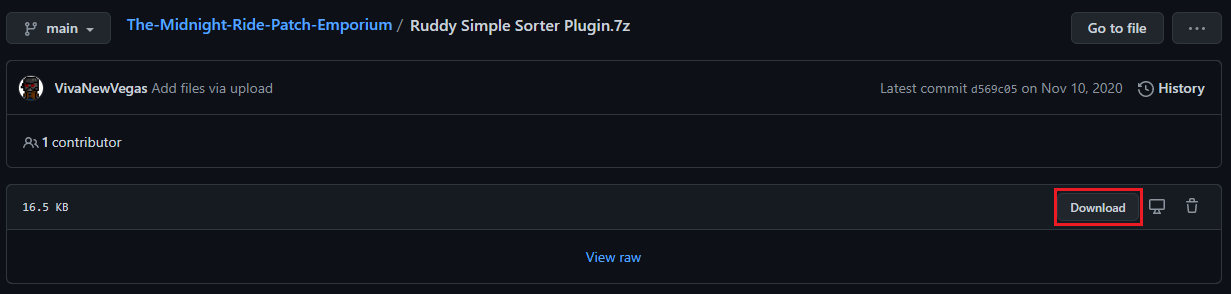 main
The-Midnight-Ride-Patch-Emporium / Ruddy Simple Sorter Plugin.7z
Go to file
...
VivaNewVegas Add files via upload
Latest commit d569c05 on Nov 10, 2020
History
1 contributor
16.5 KB
Download
View raw